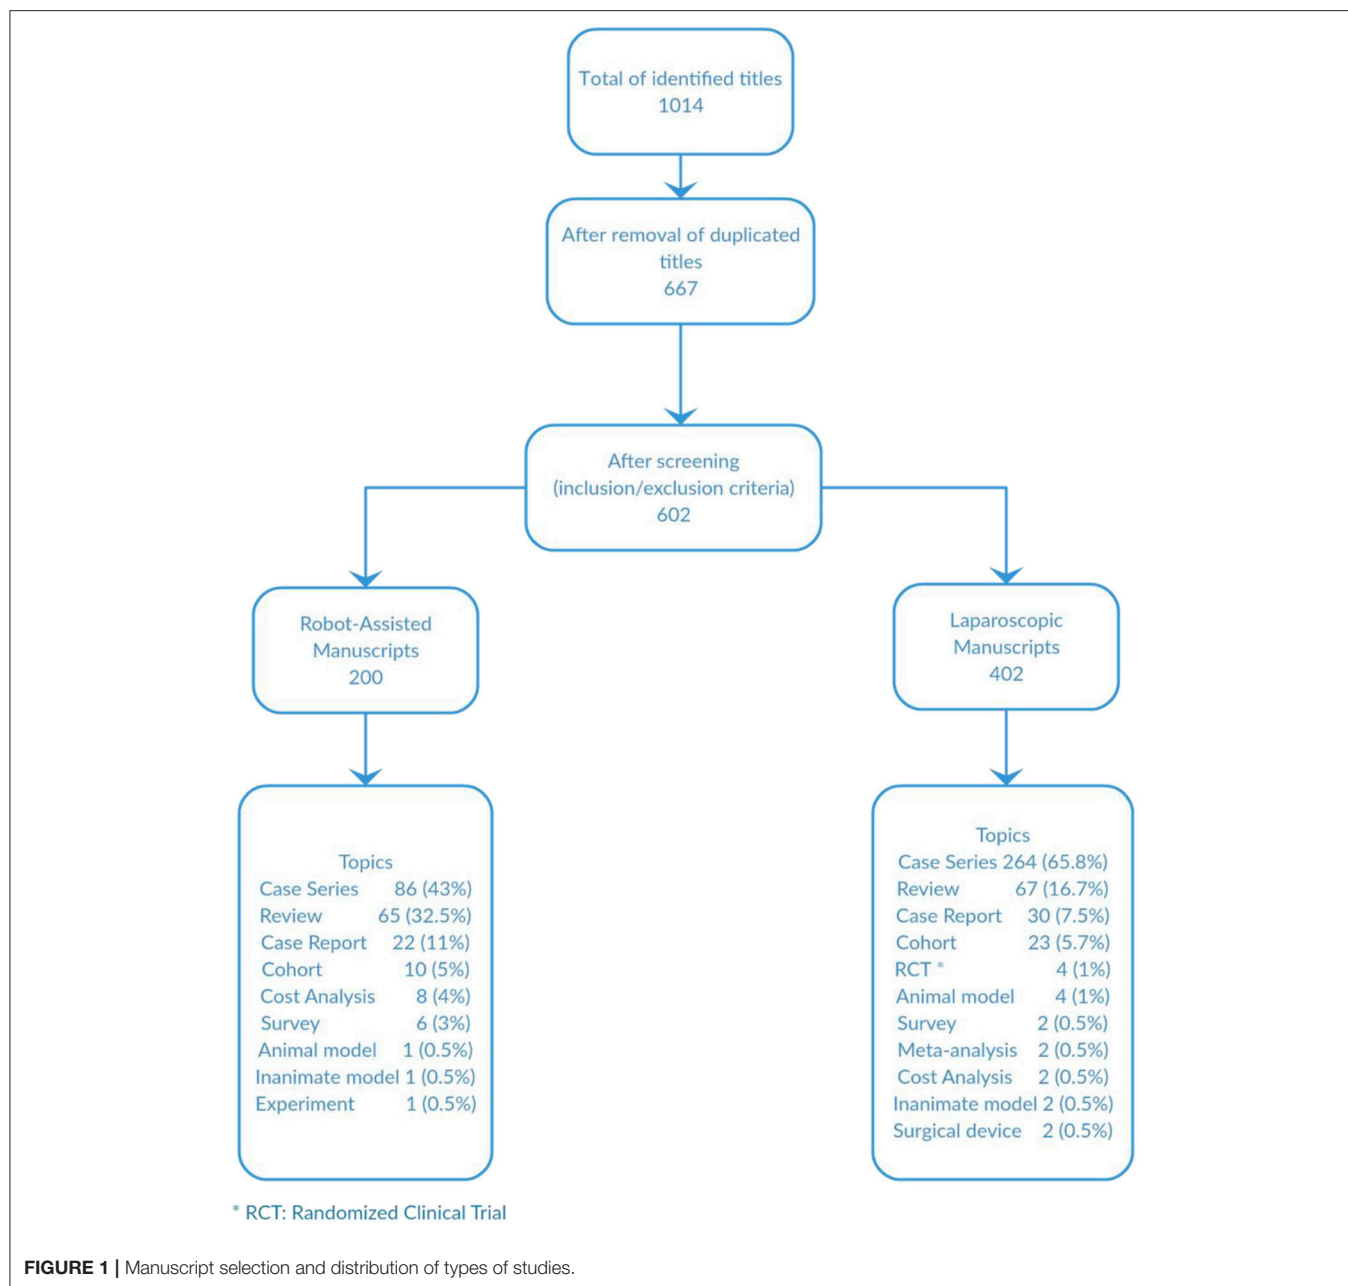 Total of identified titles
1014
After removal of duplicated
titles
667
After screening
(inclusion/exclusion criteria)
602
Robot-Assisted
Manuscripts
200
Laparoscopic
Manuscripts
402
Topics
Case Series 86 (43%)
Review 65 (32.5%)
Case Report 22 (11%)
Cohort 10 (5%)
Cost Analysis 8 (4%)
Survey 6 (3%)
Animal model 1 (0.5%)
Inanimate model 1 (0.5%)
Experiment 1 (0.5%)
Topics
Case Series 264 (65.8%)
Review 67 (16.7%)
Case Report 30 (7.5%)
Cohort 23 (5.7%)
RCT * 4 (1%)
Animal model 4 (1%)
Survey 2 (0.5%)
Meta-analysis 2 (0.5%)
Cost Analysis 2 (0.5%)
Inanimate model 2 (0.5%)
Surgical device 2 (0.5%)
* RCT: Randomized Clinical Trial
FIGURE 1 | Manuscript selection and distribution of types of studies.